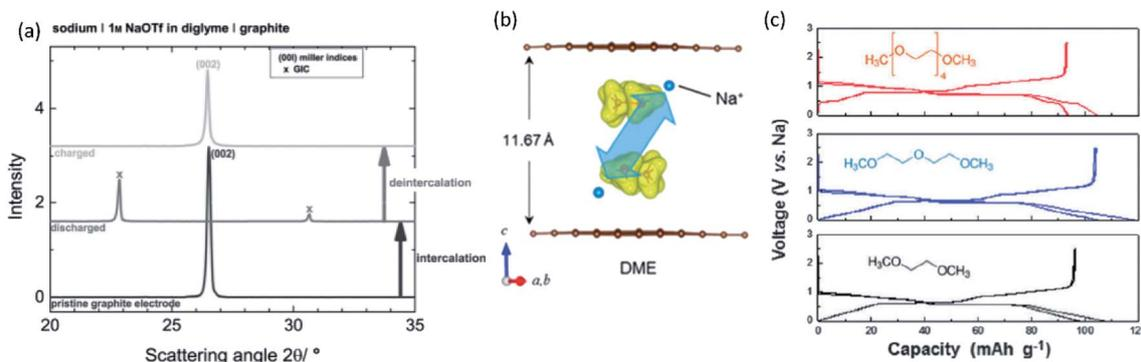 (a)
sodium | 1M NaOTf in diglyme | graphite
(00l) miller indices
x GIC
(002)
charged
(002)
x
x
deintercalation
discharged
intercalation
pristine graphite electrode
Intensity
0
2
4
20
25
30
35
Scattering angle 2θ/ °
(b)
Na⁺
11.67 Å
c
a,b
DME
(c)
Voltage (V vs. Na)
3
2
1
0
H₃C
O
4
OCH₃
3
2
1
0
H₃CO
O
OCH₃
3
2
1
0
H₃CO
OCH₃
0
20
40
60
80
100
120
Capacity (mAh g⁻¹)